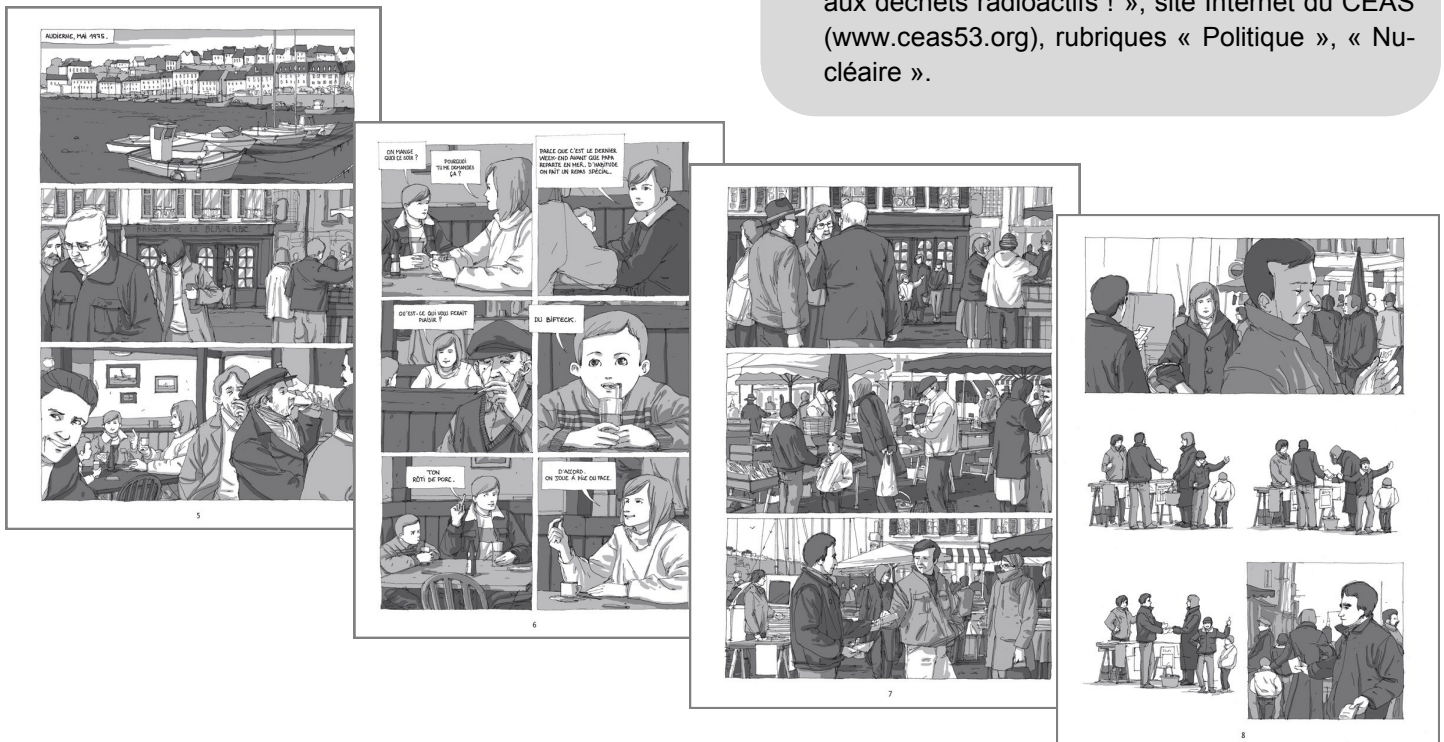 aux déchets radioactifs ! », site Internet du CEAS
(www.ceas53.org), rubriques « Politique », « Nu-
cléaire ».
AUDIERNE, MAI 1975.
5
ON MANGE
QUOI CE SOIR ?
POURQUOI
TU ME DEMANDES
ÇA ?
PARCE QUE C'EST LE DERNIER
WEEK-END AVANT QUE PAPA
REPARTE EN MER. D'HABITUDE
ON FAIT UN REPAS SPÉCIAL.
QU'EST-CE QUI VOUS FERAIT
PLAISIR ?
DU BIFTECK.
TON
RÔTI DE PORC.
D'ACCORD.
ON JOUE À PILE OU FACE.
6
7
8